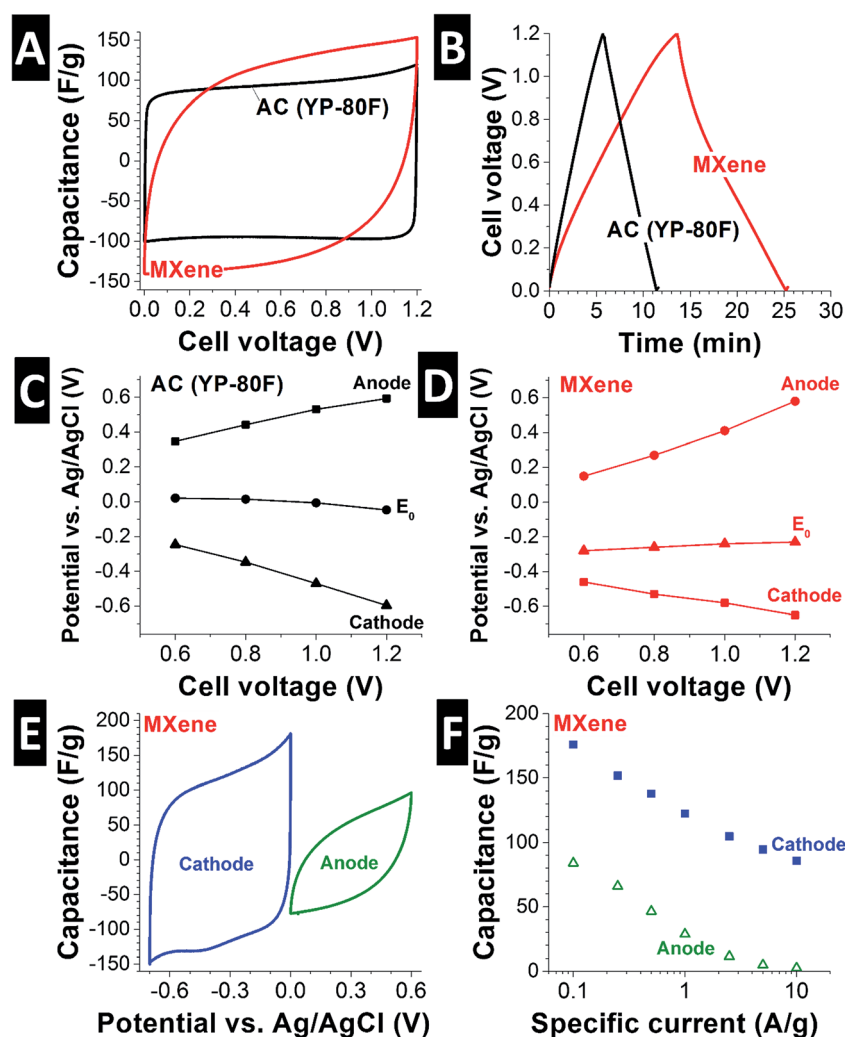 A
Capacitance (F/g)
150
100
50
0
-50
-100
-150
AC (YP-80F)
MXene
0.0 0.2 0.4 0.6 0.8 1.0 1.2
Cell voltage (V)
B
Cell voltage (V)
1.2
1.0
0.8
0.6
0.4
0.2
0.0
MXene
AC (YP-80F)
0 5 10 15 20 25 30
Time (min)
C
AC (YP-80F)
Potential vs. Ag/AgCl (V)
0.6
0.4
0.2
0.0
-0.2
-0.4
-0.6
Anode
E0
Cathode
0.6 0.8 1.0 1.2
Cell voltage (V)
D
MXene
Potential vs. Ag/AgCl (V)
0.6
0.4
0.2
0.0
-0.2
-0.4
-0.6
Anode
E0
Cathode
0.6 0.8 1.0 1.2
Cell voltage (V)
E
MXene
Capacitance (F/g)
200
150
100
50
0
-50
-100
-150
Cathode
Anode
-0.6 -0.3 0.0 0.3 0.6
Potential vs. Ag/AgCl (V)
F
MXene
Capacitance (F/g)
200
150
100
50
0
Cathode
Anode
0.1 1 10
Specific current (A/g)